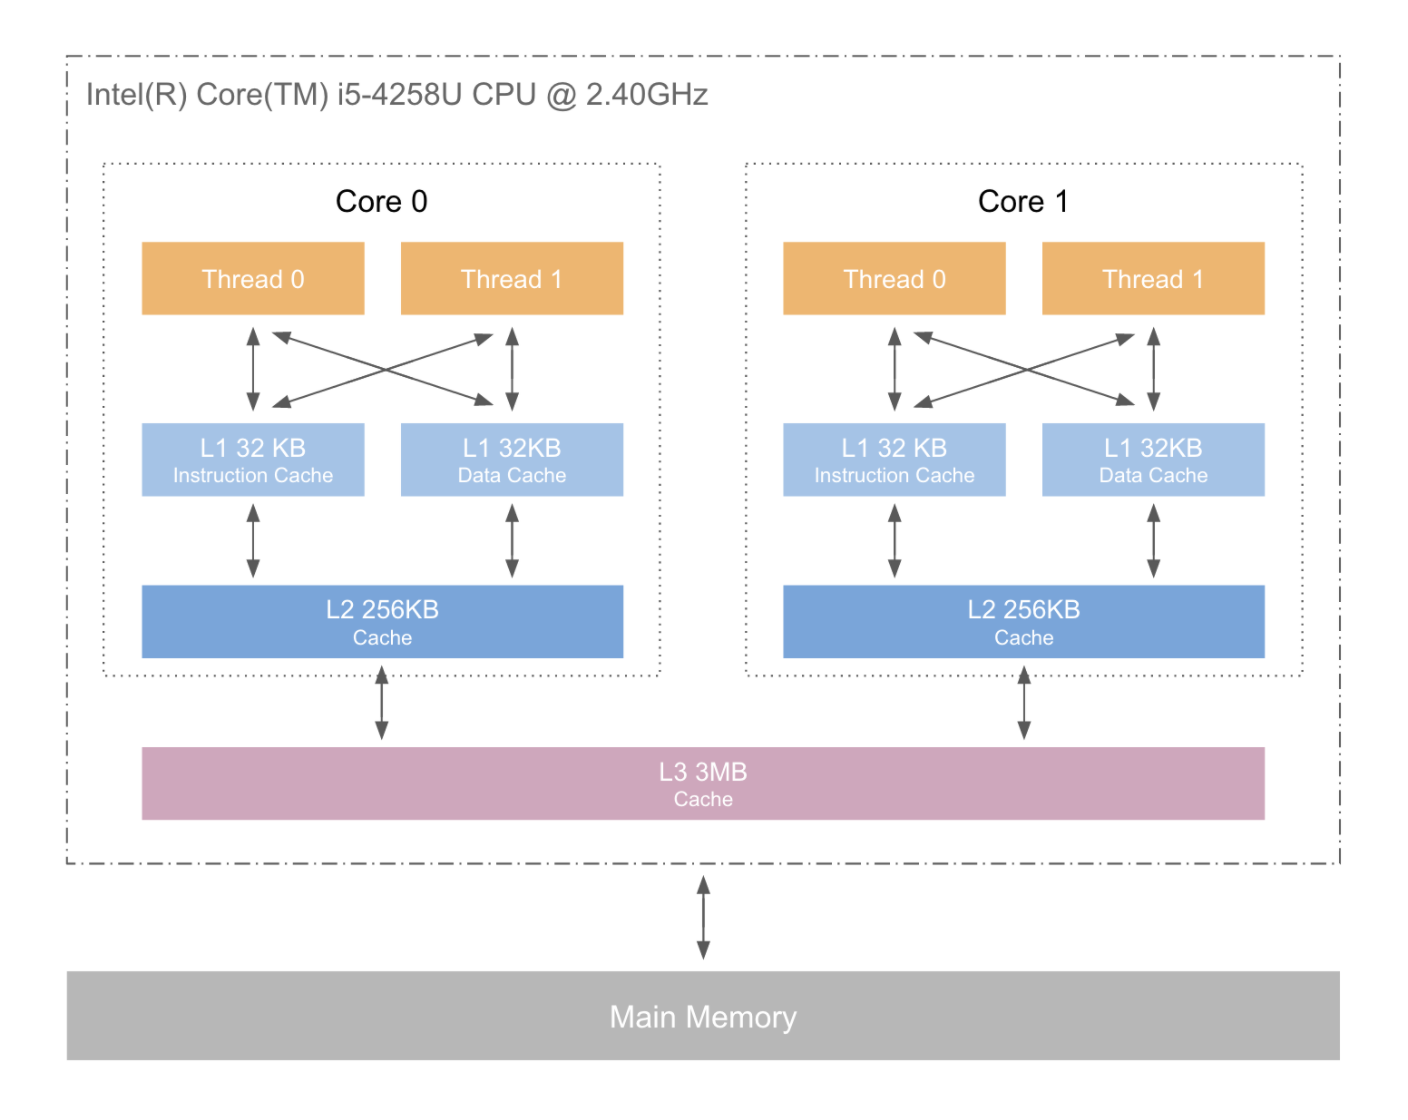 Intel(R) Core(TM) i5-4258U CPU @ 2.40GHz
Core 0
Core 1
Thread 0
Thread 1
Thread 0
Thread 1
L1 32 KB
Instruction Cache
L1 32KB
Data Cache
L1 32 KB
Instruction Cache
L1 32KB
Data Cache
L2 256KB
Cache
L2 256KB
Cache
L3 3MB
Cache
Main Memory